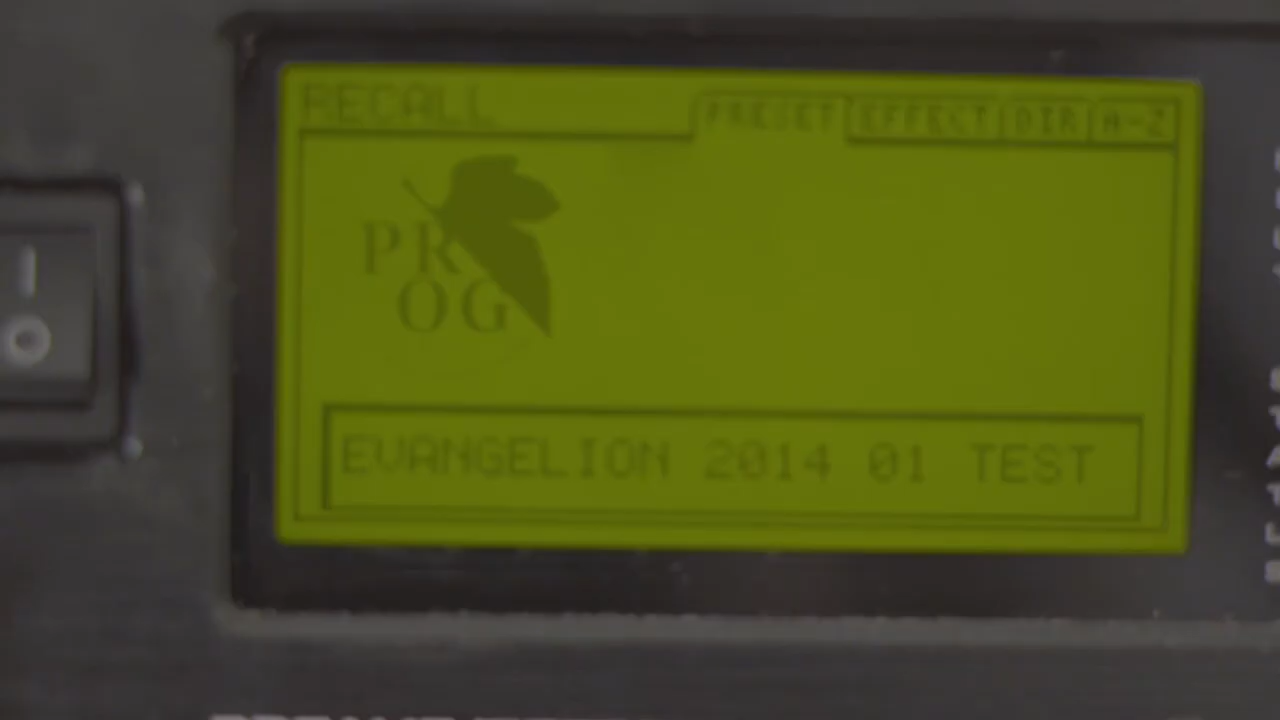 RECALL
PRESET EFFECT DIR A-Z
PR
OG
EVANGELION 2014 01 TEST